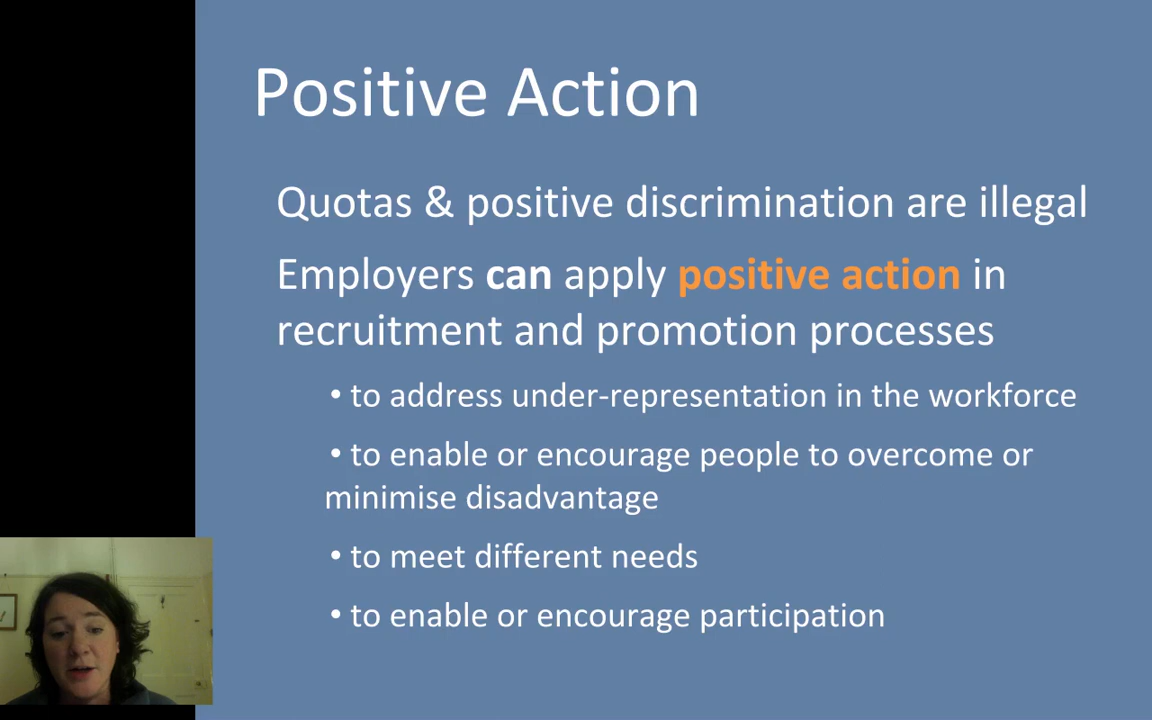 Positive Action
Quotas & positive discrimination are illegal
Employers can apply positive action in
recruitment and promotion processes
• to address under-representation in the workforce
• to enable or encourage people to overcome or
minimise disadvantage
• to meet different needs
• to enable or encourage participation